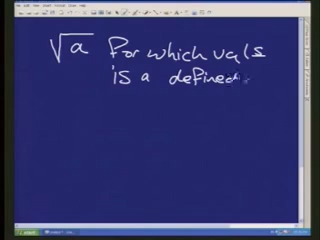 √a for which vals
is a defined